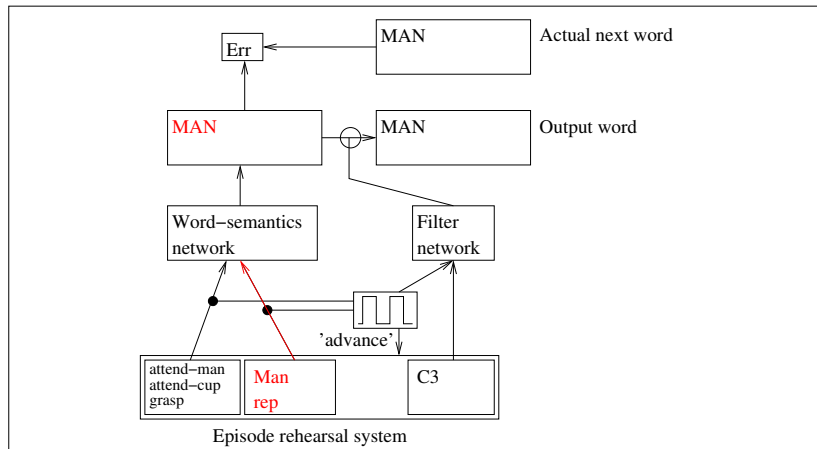 MAN
Actual next word
Err
MAN
MAN
Output word
Word−semantics
network
Filter
network
'advance'
attend−man
attend−cup
grasp
Man
rep
C3
Episode rehearsal system